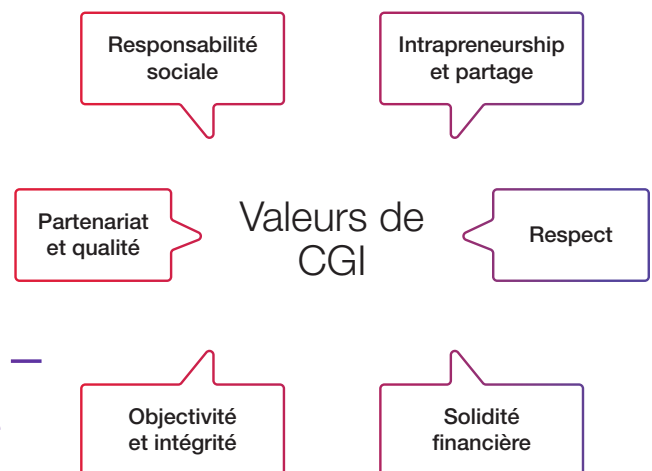 Responsabilité
sociale
Intrapreneurship
et partage
Partenariat
et qualité
Valeurs de
CGI
Respect
Objectivité
et intégrité
Solidité
financière